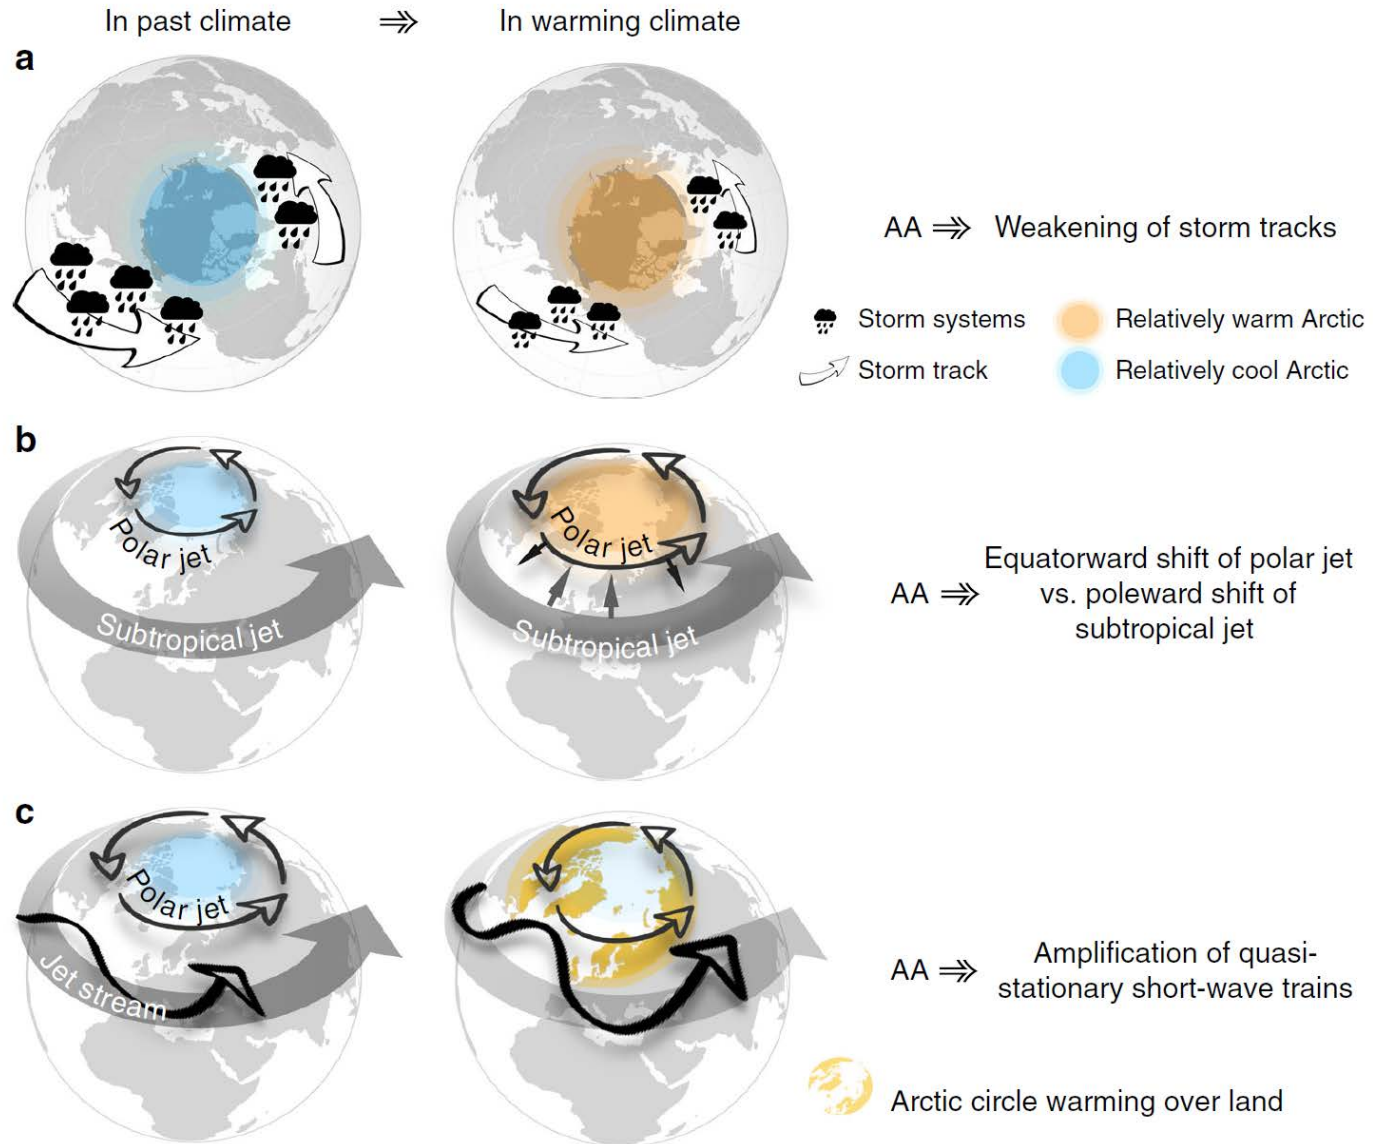 In past climate ⇛ In warming climate
a
AA ⇛ Weakening of storm tracks
Storm systems
Relatively warm Arctic
Storm track
Relatively cool Arctic
b
Polar jet
Subtropical jet
Polar jet
Subtropical jet
AA ⇛
Equatorward shift of polar jet
vs. poleward shift of
subtropical jet
c
Polar jet
Jet stream
AA ⇛
Amplification of quasi-
stationary short-wave trains
Arctic circle warming over land